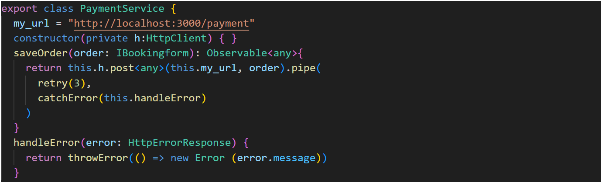 export class PaymentService {
my_url = "http://localhost:3000/payment"
constructor(private h:HttpClient) { }
saveOrder(order: IBookingform): Observable<any>{
return this.h.post<any>(this.my_url, order).pipe(
retry(3),
catchError(this.handleError)
)
}
handleError(error: HttpErrorResponse) {
return throwError(() => new Error (error.message))
}